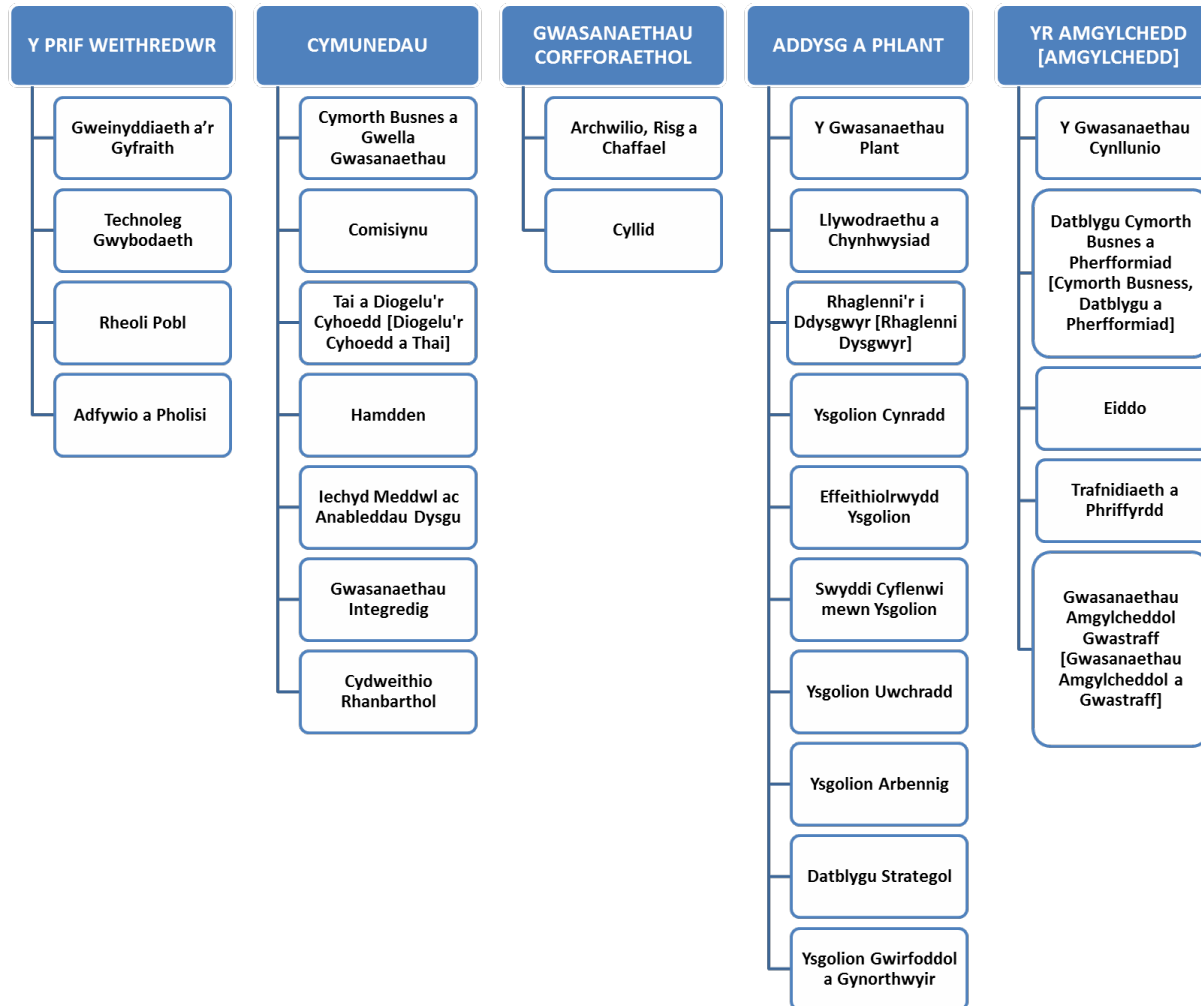 Y PRIF WEITHREDWR
Gweinyddiaeth a’r
Gyfraith
Technoleg
Gwybodaeth
Rheoli Pobl
Adfywio a Pholisi
CYMUNEDAU
Cymorth Busnes a
Gwella
Gwasanaethau
Comisiynu
Tai a Diogelu'r
Cyhoedd [Diogelu'r
Cyhoedd a Thai]
Hamdden
Iechyd Meddwl ac
Anableddau Dysgu
Gwasanaethau
Integredig
Cydweithio
Rhanbarthol
GWASANAETHAU
CORFFORAETHOL
Archwilio, Risg a
Chaffael
Cyllid
ADDYSG A PHLANT
Y Gwasanaethau
Plant
Llywodraethu a
Chynhwysiad
Rhaglenni'r i
Ddysgwyr [Rhaglenni
Dysgwyr]
Ysgolion Cynradd
Effeithiolrwydd
Ysgolion
Swyddi Cyflenwi
mewn Ysgolion
Ysgolion Uwchradd
Ysgolion Arbennig
Datblygu Strategol
Ysgolion Gwirfoddol
a Gynorthwyir
YR AMGYLCHEDD
[AMGYLCHEDD]
Y Gwasanaethau
Cynllunio
Datblygu Cymorth
Busnes a
Pherfformiad
[Cymorth Business,
Datblygu a
Pherfformiad]
Eiddo
Trafnidiaeth a
Phriffyrdd
Gwasanaethau
Amgylcheddol
Gwastraff
[Gwasanaethau
Amgylcheddol a
Gwastraff]